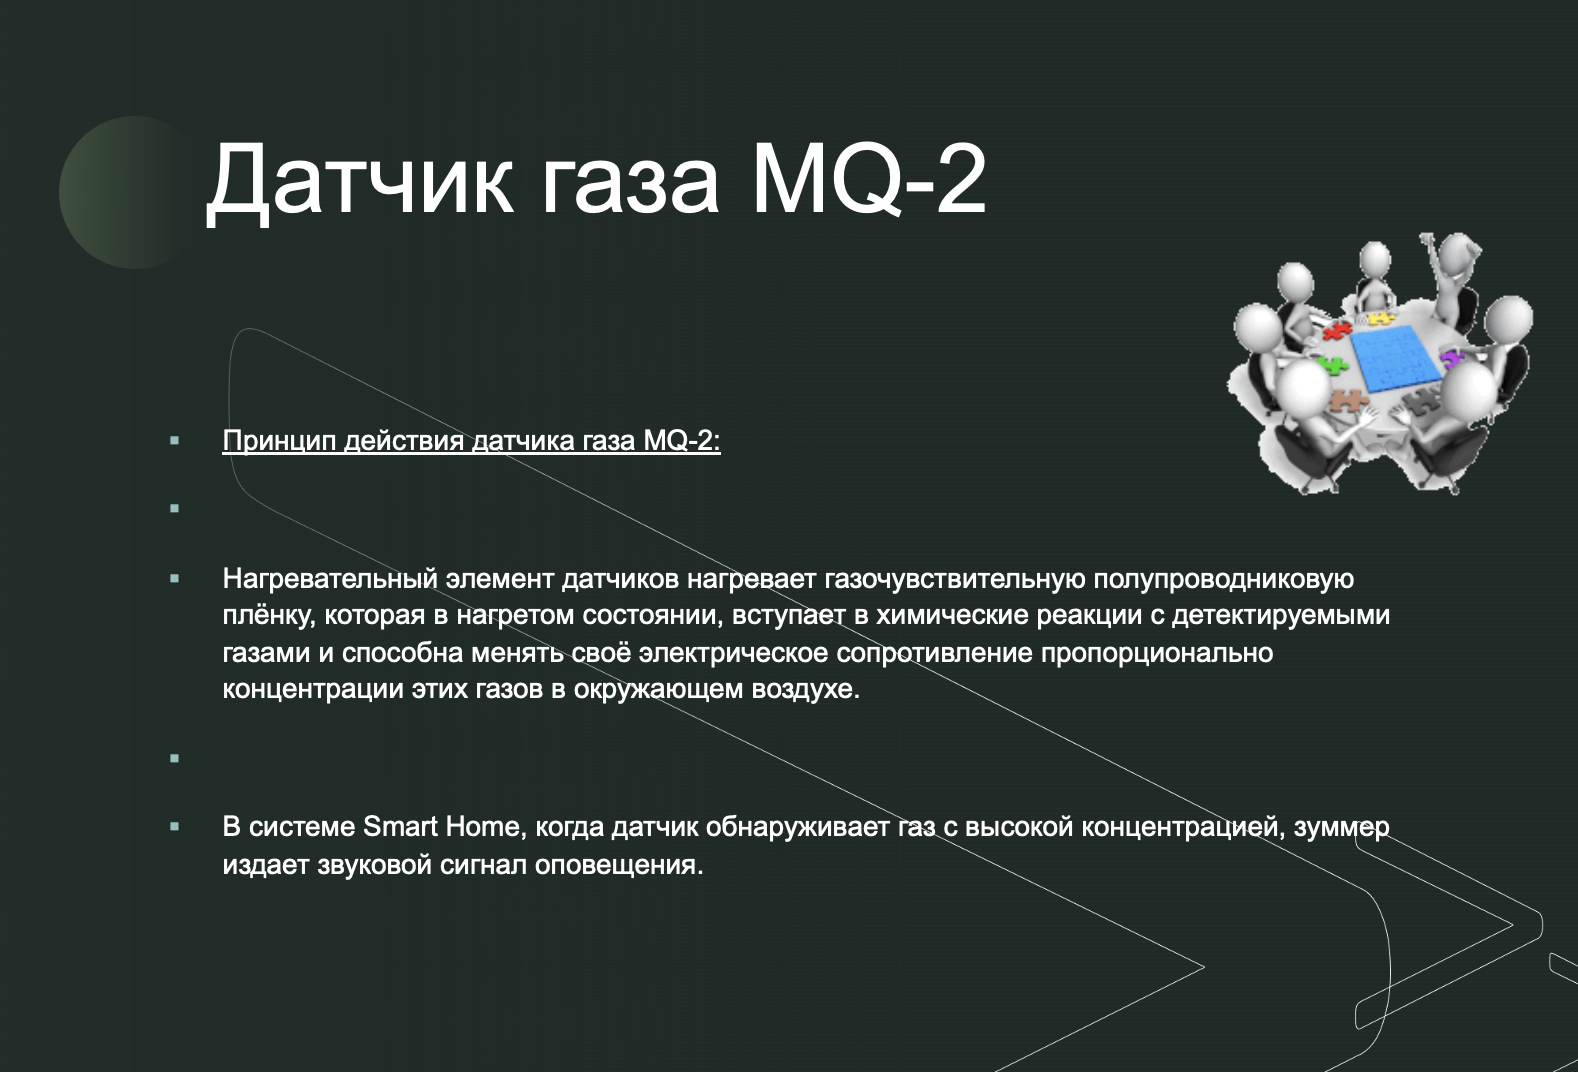 Датчик газа MQ-2
Принцип действия датчика газа MQ-2:
Нагревательный элемент датчиков нагревает газочувствительную полупроводниковую
плёнку, которая в нагретом состоянии, вступает в химические реакции с детектируемыми
газами и способна менять своё электрическое сопротивление пропорционально
концентрации этих газов в окружающем воздухе.
В системе Smart Home, когда датчик обнаруживает газ с высокой концентрацией, зуммер
издает звуковой сигнал оповещения.